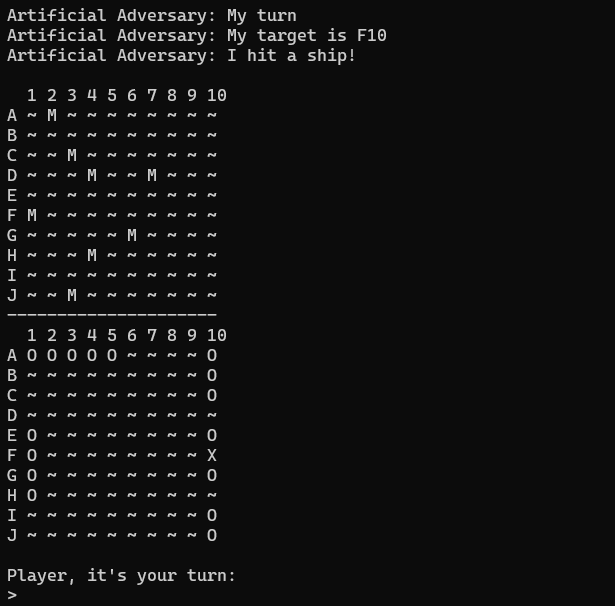 Artificial Adversary: My turn
Artificial Adversary: My target is F10
Artificial Adversary: I hit a ship!

  1 2 3 4 5 6 7 8 9 10
A ~ M ~ ~ ~ ~ ~ ~ ~ ~
B ~ ~ ~ ~ ~ ~ ~ ~ ~ ~
C ~ ~ M ~ ~ ~ ~ ~ ~ ~
D ~ ~ ~ M ~ ~ M ~ ~ ~
E ~ ~ ~ ~ ~ ~ ~ ~ ~ ~
F M ~ ~ ~ ~ ~ ~ ~ ~ ~
G ~ ~ ~ ~ ~ M ~ ~ ~ ~
H ~ ~ ~ M ~ ~ ~ ~ ~ ~
I ~ ~ ~ ~ ~ ~ ~ ~ ~ ~
J ~ ~ M ~ ~ ~ ~ ~ ~ ~
---------------------
  1 2 3 4 5 6 7 8 9 10
A O O O O O ~ ~ ~ ~ O
B ~ ~ ~ ~ ~ ~ ~ ~ ~ O
C ~ ~ ~ ~ ~ ~ ~ ~ ~ O
D ~ ~ ~ ~ ~ ~ ~ ~ ~ ~
E O ~ ~ ~ ~ ~ ~ ~ ~ O
F O ~ ~ ~ ~ ~ ~ ~ ~ X
G O ~ ~ ~ ~ ~ ~ ~ ~ O
H O ~ ~ ~ ~ ~ ~ ~ ~ ~
I ~ ~ ~ ~ ~ ~ ~ ~ ~ O
J ~ ~ ~ ~ ~ ~ ~ ~ ~ O

Player, it's your turn:
>